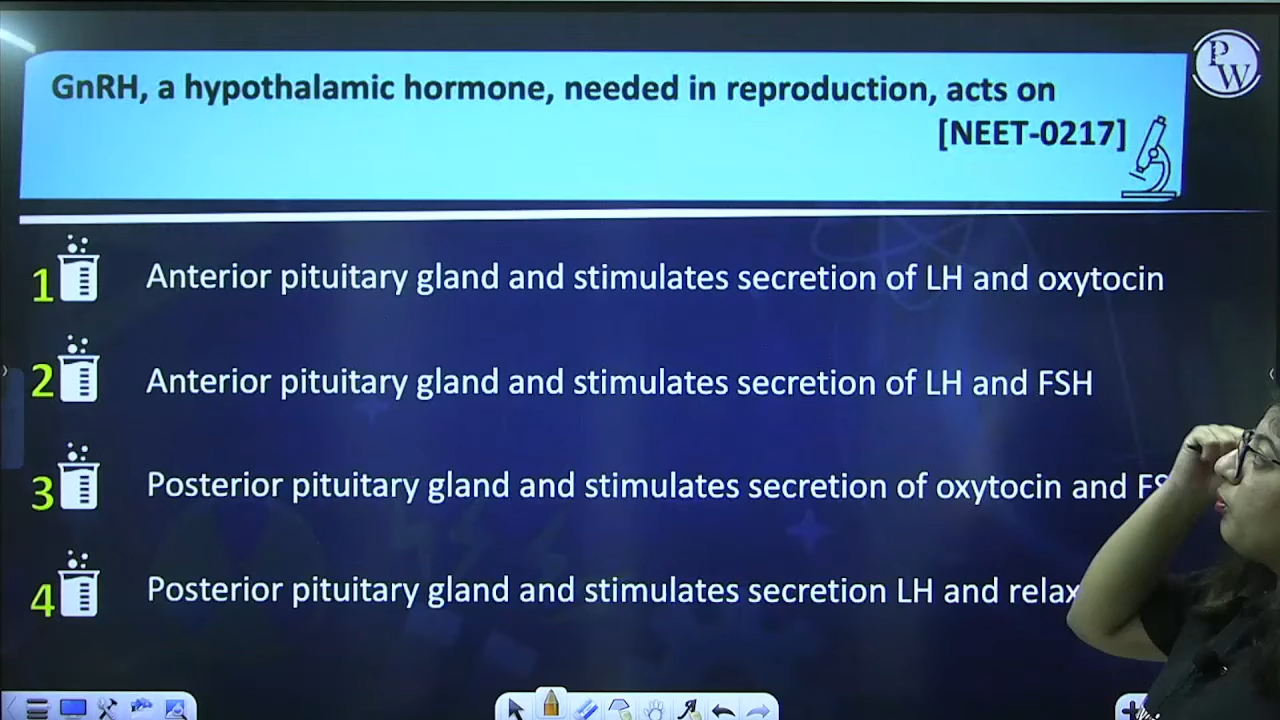 GnRH, a hypothalamic hormone, needed in reproduction, acts on
[NEET-0217]
PW
1 Anterior pituitary gland and stimulates secretion of LH and oxytocin
2 Anterior pituitary gland and stimulates secretion of LH and FSH
3 Posterior pituitary gland and stimulates secretion of oxytocin and
4 Posterior pituitary gland and stimulates secretion LH and